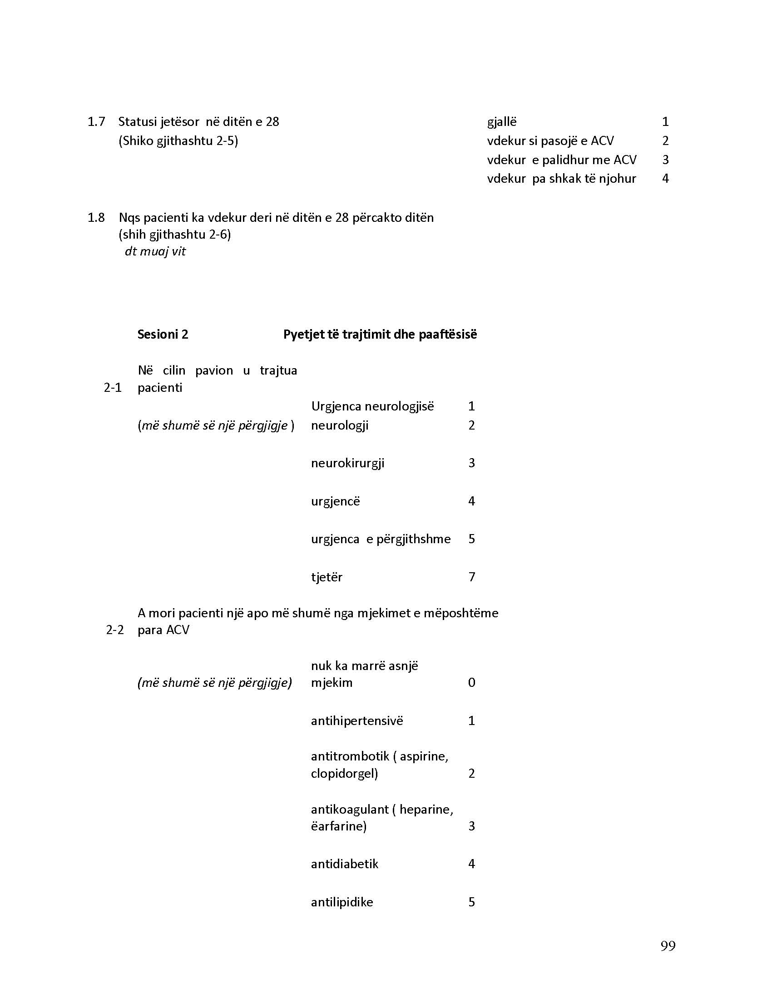 1.7 Statusi jetësor në ditën e 28 gjallë 1
(Shiko gjithashtu 2-5) vdekur si pasojë e ACV 2
vdekur e palidhur me ACV 3
vdekur pa shkak të njohur 4
1.8 Nqs pacienti ka vdekur deri në ditën e 28 përcakto ditën
(shih gjithashtu 2-6)
dt muaj vit
Sesioni 2 Pyetjet të trajtimit dhe paaftësisë
Në cilin pavion u trajtua
2-1 pacienti
Urgjenca neurologjisë 1
(më shumë së një përgjigje ) neurologji 2
neurokirurgji 3
urgjencë 4
urgjenca e përgjithshme 5
tjetër 7
A mori pacienti një apo më shumë nga mjekimet e mëposhtëme
2-2 para ACV
nuk ka marrë asnjë
(më shumë së një përgjigje) mjekim 0
antihipertensivë 1
antitrombotik ( aspirine,
clopidorgel) 2
antikoagulant ( heparine,
ëarfarine) 3
antidiabetik 4
antilipidike 5
99